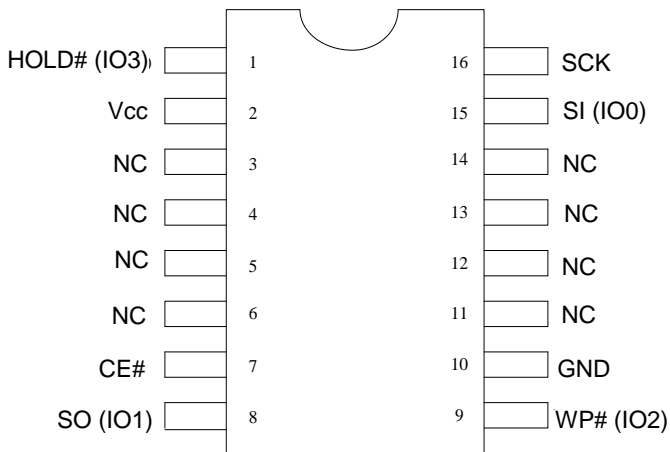 HOLD# (IO3) 1 16 SCK
Vcc 2 15 SI (IO0)
NC 3 14 NC
NC 4 13 NC
NC 5 12 NC
NC 6 11 NC
CE# 7 10 GND
SO (IO1) 8 9 WP# (IO2)